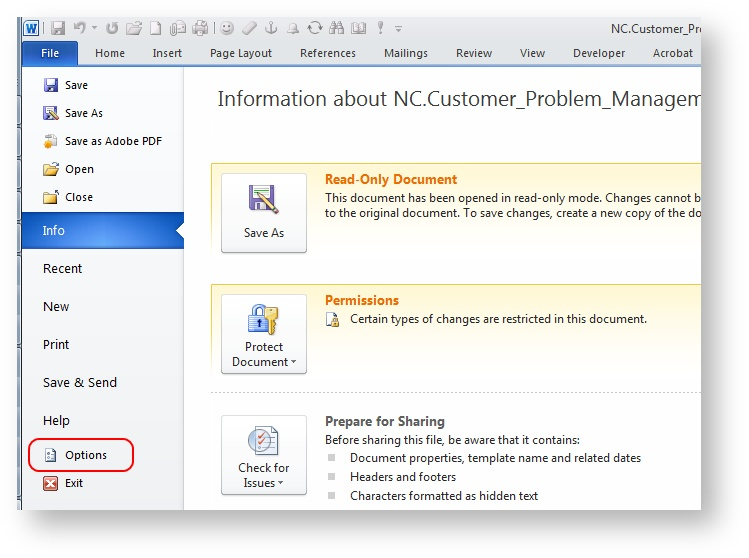 W
NC.Customer_Pro
File Home Insert Page Layout References Mailings Review View Developer Acrobat
Save
Save As
Save as Adobe PDF
Open
Close
Info
Recent
New
Print
Save & Send
Help
Options
Exit
Information about NC.Customer_Problem_Managem
Save As
Read-Only Document
This document has been opened in read-only mode. Changes cannot b
to the original document. To save changes, create a new copy of the do
Protect
Document
Permissions
Certain types of changes are restricted in this document.
Check for
Issues
Prepare for Sharing
Before sharing this file, be aware that it contains:
Document properties, template name and related dates
Headers and footers
Characters formatted as hidden text